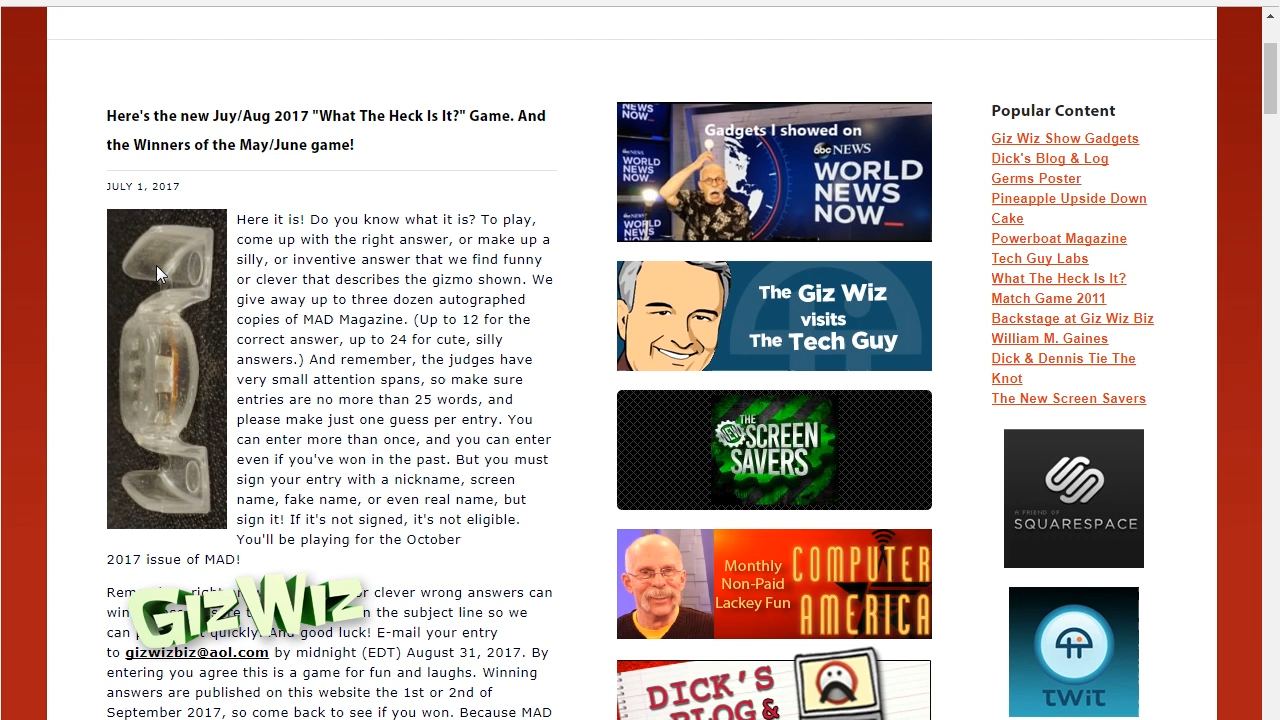 Here's the new Juy/Aug 2017 "What The Heck Is It?" Game. And
the Winners of the May/June game!
JULY 1, 2017
Here it is! Do you know what it is? To play,
come up with the right answer, or make up a
silly, or inventive answer that we find funny
or clever that describes the gizmo shown. We
give away up to three dozen autographed
copies of MAD Magazine. (Up to 12 for the
correct answer, up to 24 for cute, silly
answers.) And remember, the judges have
very small attention spans, so make sure
entries are no more than 25 words, and
please make just one guess per entry. You
can enter more than once, and you can enter
even if you've won in the past. But you must
sign your entry with a nickname, screen
name, fake name, or even real name, but
sign it! If it is not signed, it's not eligible.
You'll be playing for the October
2017 issue of MAD!
or clever wrong answers can
in the subject line so we
can quickly. And good luck! E-mail your entry
to gizwizbiz@aol.com by midnight(EDT) August 31, 2017. By
entering you agree this is a game for fun and laughs. Winning
answers are published on this website the 1st or 2nd of
September 2017, so come back to see if you won. Because MAD
GIZWIZ
NEWS
NOW_
Gadgets I showed on
abc NEWS
WORLD
NEWS
NOW_
The Giz Wiz
visits
The Tech Guy
THE
NEW
SCREEN
SAVERS
Monthly
Non-Paid
Lackey Fun
COMPUTER
AMERICA
DICK'S
BLOG &
Popular Content
Giz Wiz Show Gadgets
Dick's Blog & Log
Germs Poster
Pineapple Upside Down
Cake
Powerboat Magazine
Tech Guy Labs
What The Heck Is It?
Match Game 2011
Backstage at Giz Wiz Biz
William M. Gaines
Dick & Dennis Tie The
Knot
The New Screen Savers
A FRIEND OF
SQUARESPACE
TWiT